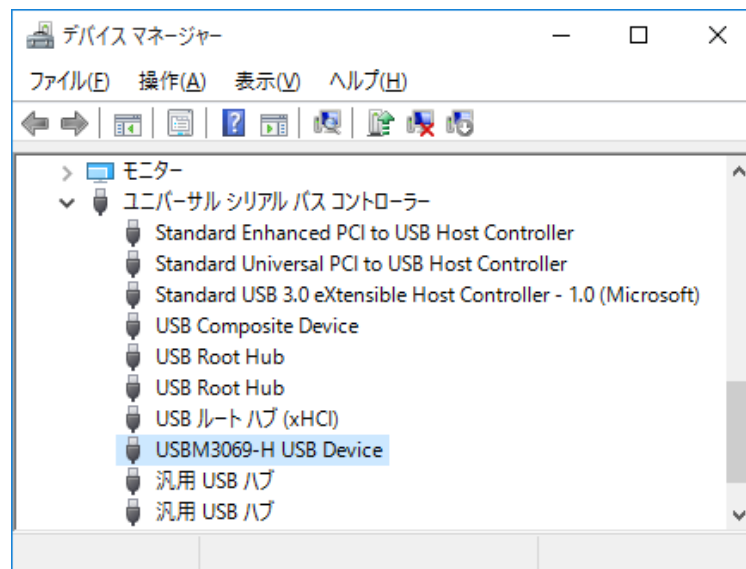 デバイス マネージャー
ファイル(F) 操作(A) 表示(V) ヘルプ(H)
モニター
ユニバーサル シリアル バス コントローラー
Standard Enhanced PCI to USB Host Controller
Standard Universal PCI to USB Host Controller
Standard USB 3.0 eXtensible Host Controller - 1.0 (Microsoft)
USB Composite Device
USB Root Hub
USB Root Hub
USB ルート ハブ (xHCI)
USBM3069-H USB Device
汎用 USB ハブ
汎用 USB ハブ